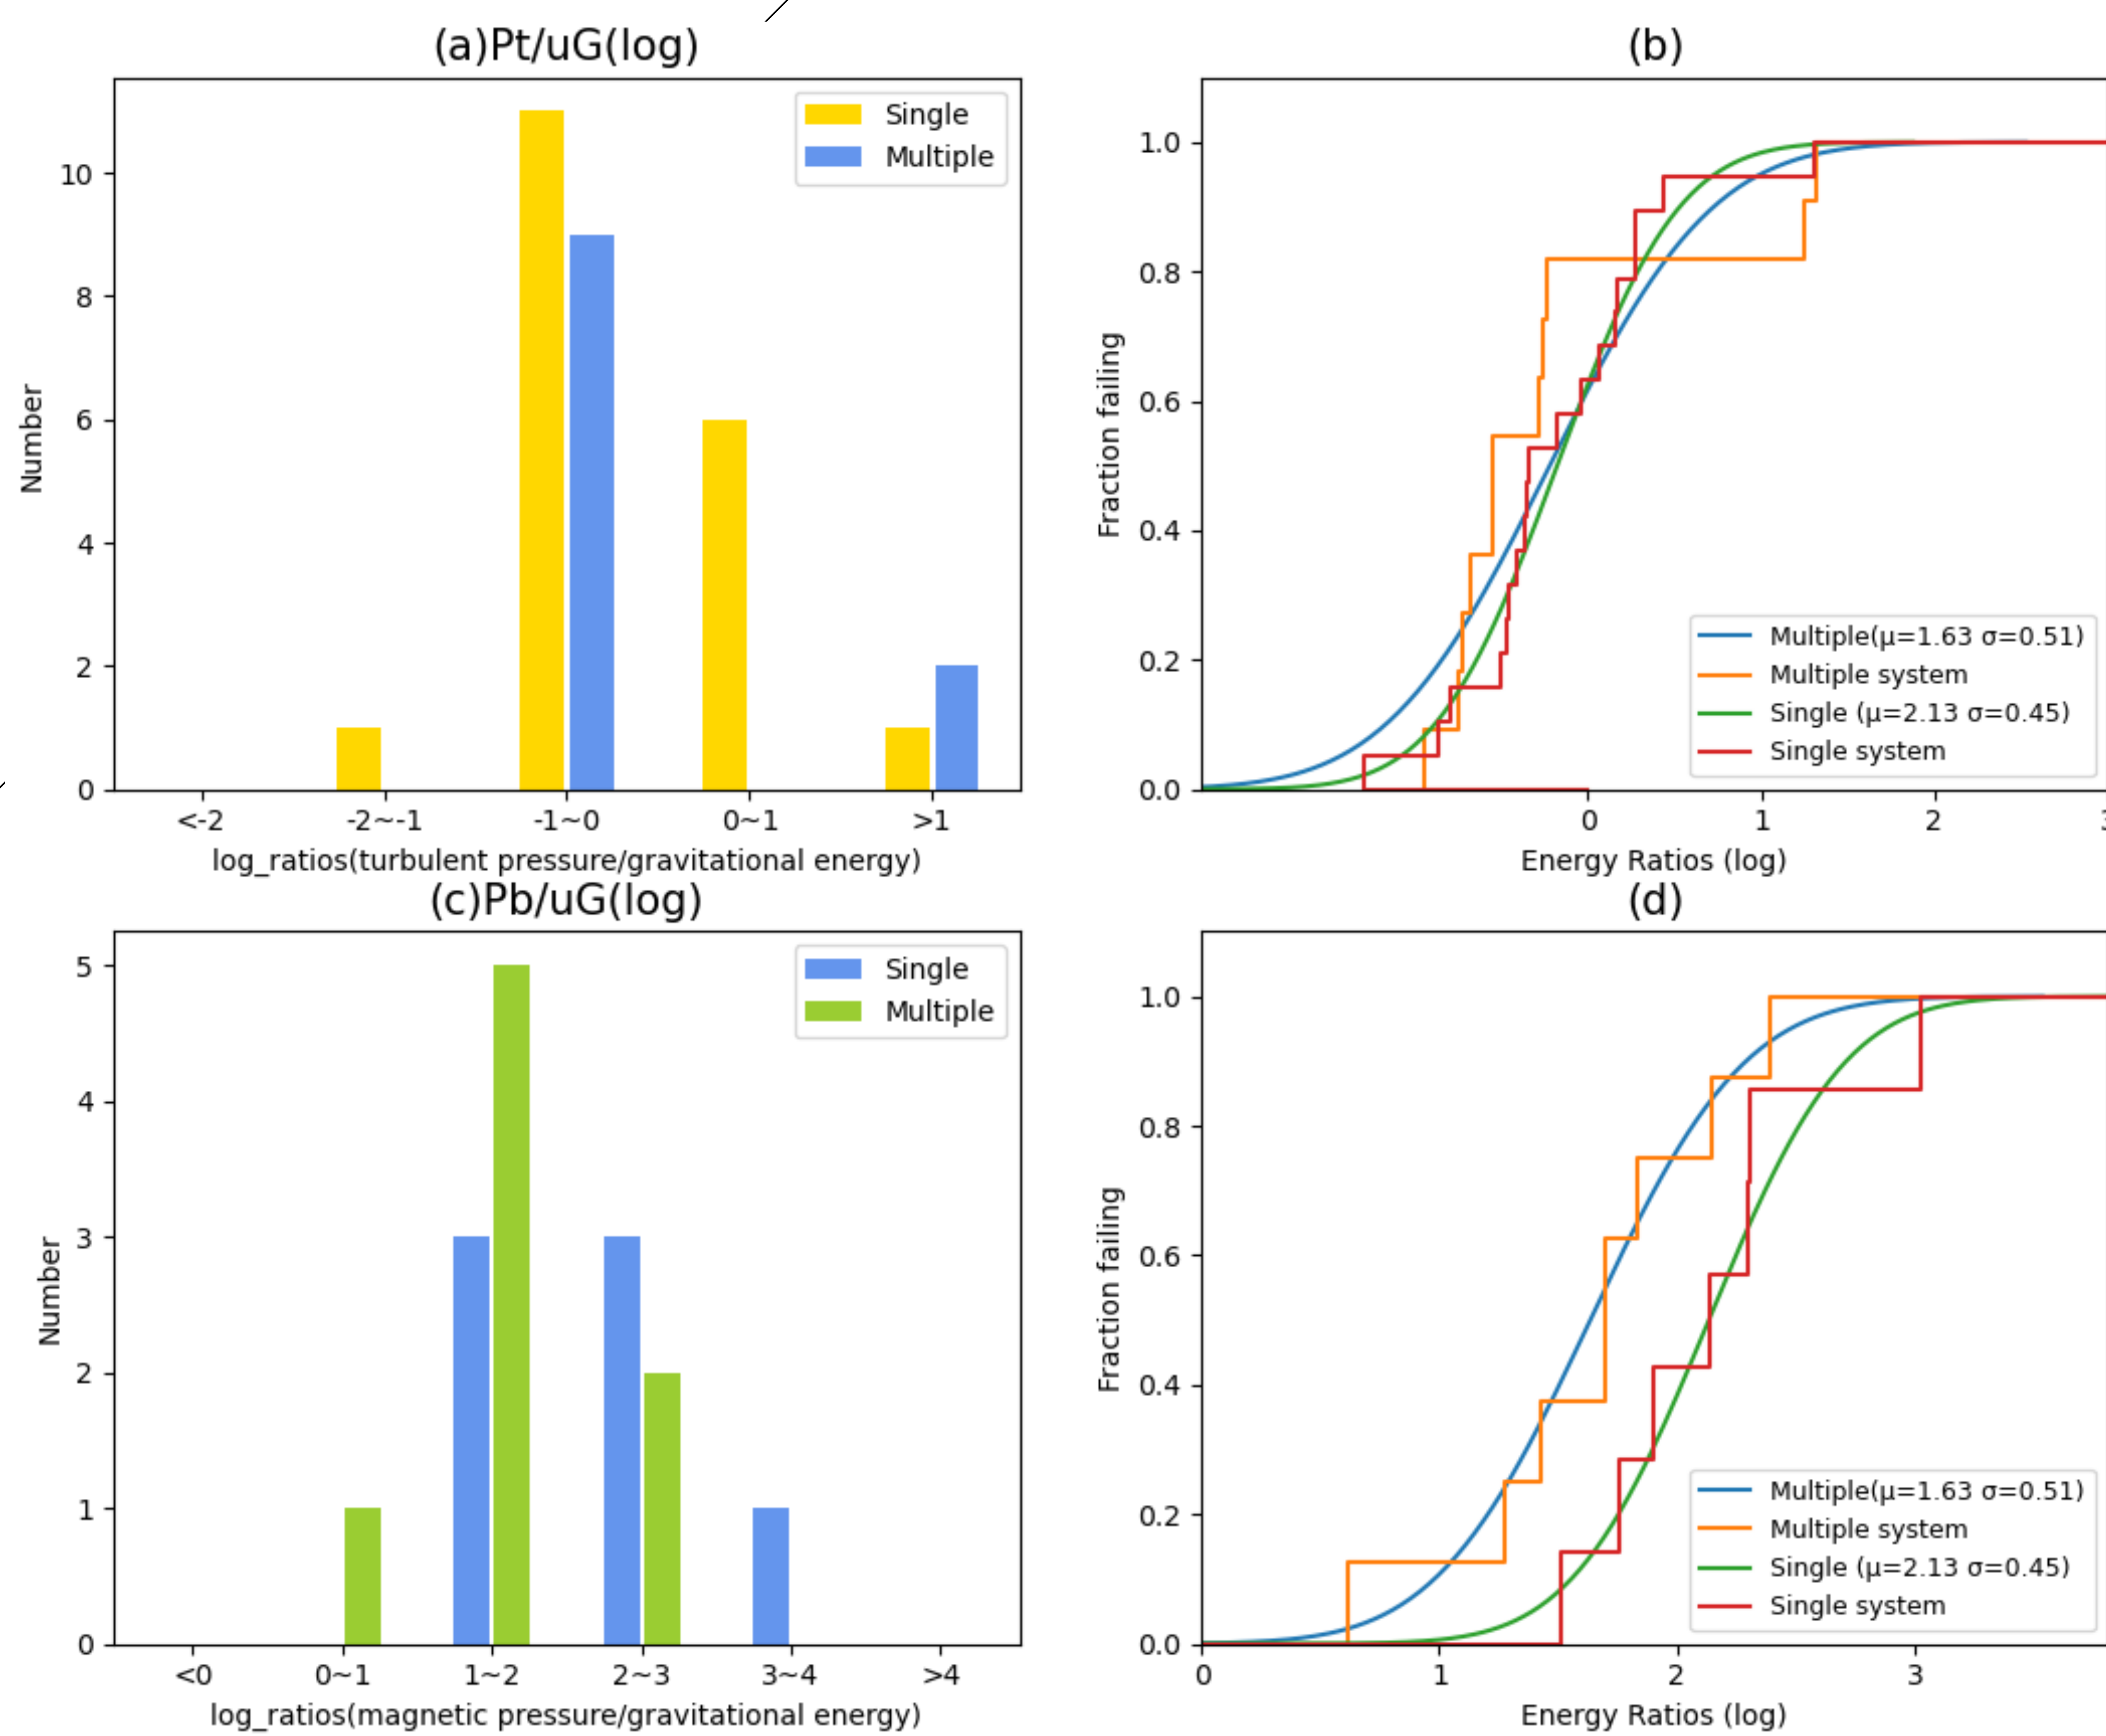 (a)Pt/uG(log)
Single
Multiple
Number
10
8
6
4
2
0
<-2 -2~-1 -1~0 0~1 >1
log_ratios(turbulent pressure/gravitational energy)
(b)
Fraction failing
1.0
0.8
0.6
0.4
0.2
0.0
Multiple(μ=1.63 σ=0.51)
Multiple system
Single (μ=2.13 σ=0.45)
Single system
0 1 2
Energy Ratios (log)
(c)Pb/uG(log)
Single
Multiple
Number
5
4
3
2
1
0
<0 0~1 1~2 2~3 3~4 >4
log_ratios(magnetic pressure/gravitational energy)
(d)
Fraction failing
1.0
0.8
0.6
0.4
0.2
0.0
Multiple(μ=1.63 σ=0.51)
Multiple system
Single (μ=2.13 σ=0.45)
Single system
0 1 2 3
Energy Ratios (log)